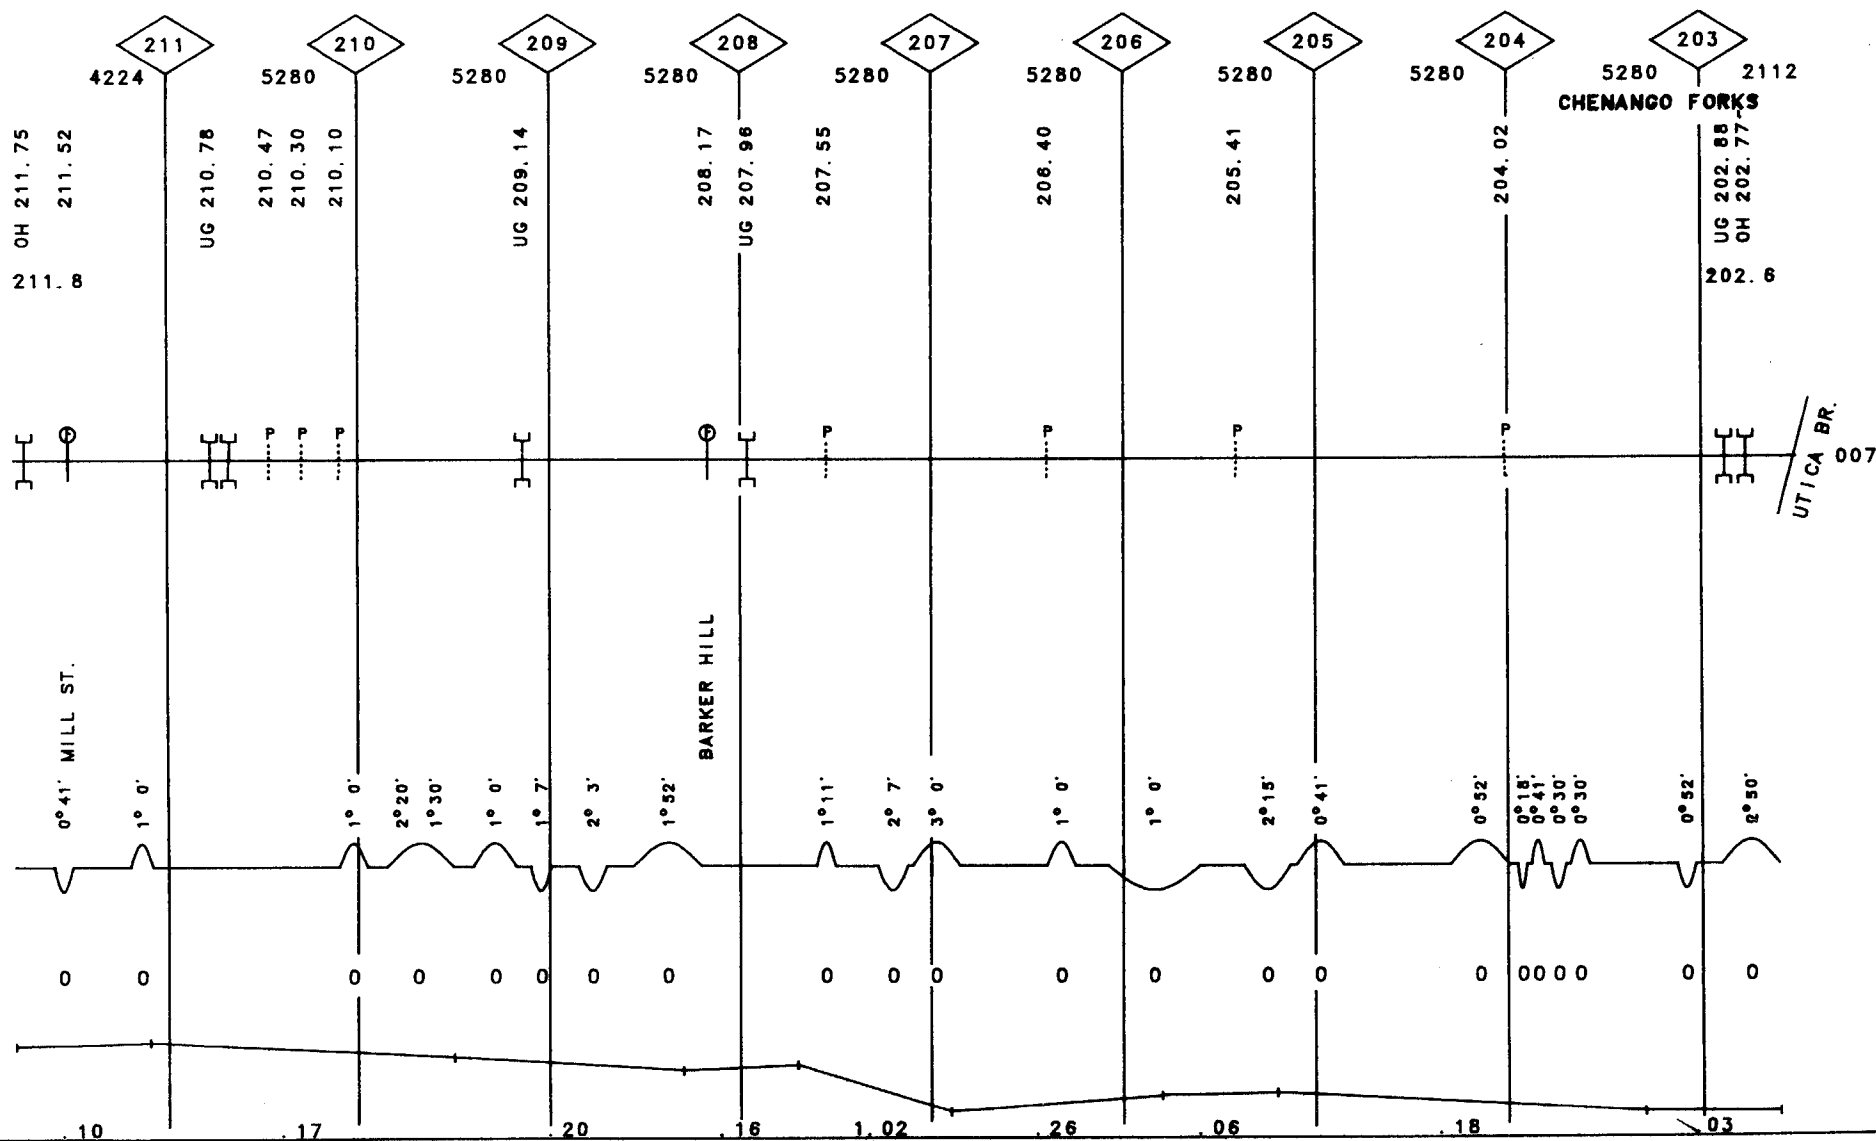 211 210 209 208 207 206 205 204 203
4224 5280 5280 5280 5280 5280 5280 5280 5280 2112
CHENANGO FORKS
OH 211.75
211.52
UG 210.78
210.47
210.30
210.10
UG 209.14
208.17
UG 207.96
207.55
206.40
205.41
204.02
UG 202.88
OH 202.77
211.8 202.6
P P P P P P P P P
UTICA BR.
007
MILL ST.
BARKER HILL
0°41' 1° 0' 1° 0' 2°20' 1°30' 1° 0' 1° 7' 2° 3' 1°52' 1°11' 2° 7' 3° 0' 1° 0' 1° 0' 2°15' 0°41' 0°52' 0°18' 0°41' 0°30' 0°30' 0°52' 2°50'
0 0 0 0 0 0 0 0 0 0 0 0 0 0 0 0 0 0 0 0 0 0
.10 .17 .20 .16 1.02 .26 .06 .18 .03